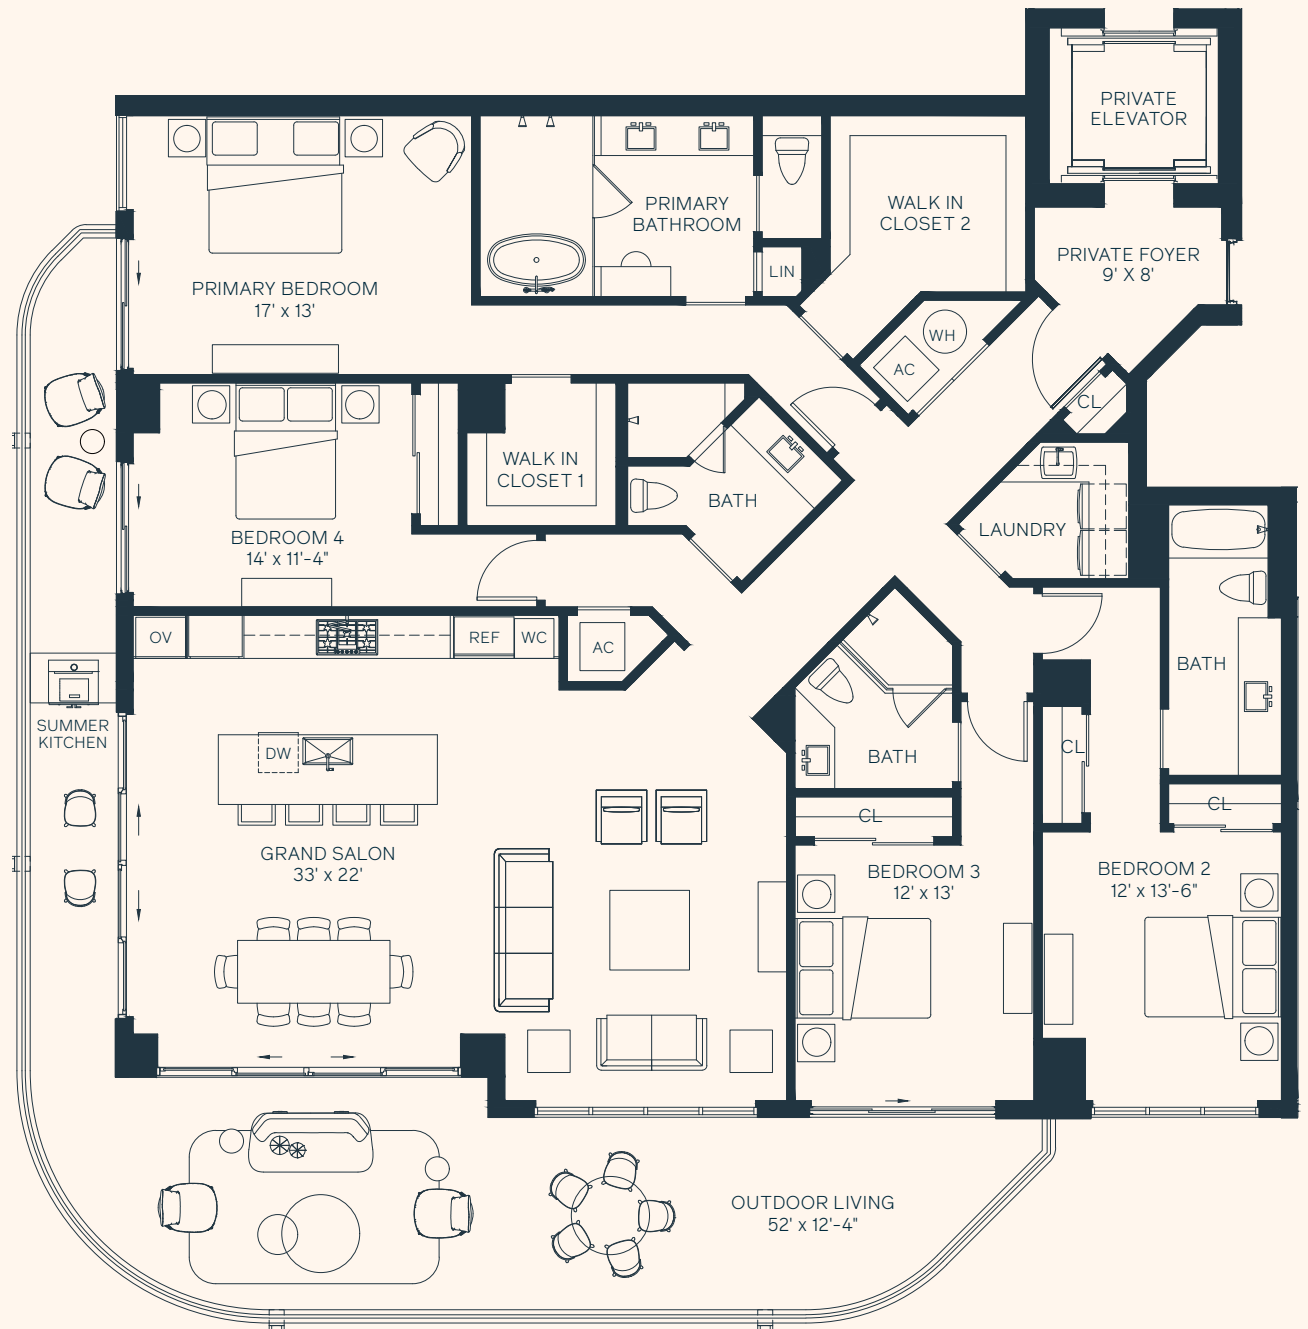 PRIVATE
ELEVATOR
PRIMARY
BATHROOM
WALK IN
CLOSET 2
PRIVATE FOYER
9' X 8'
LIN
PRIMARY BEDROOM
17' x 13'
WH
AC
CL
WALK IN
CLOSET 1
BATH
LAUNDRY
BEDROOM 4
14' x 11'-4"
OV
REF
WC
AC
BATH
SUMMER
KITCHEN
DW
CL
BATH
CL
CL
GRAND SALON
33' x 22'
BEDROOM 3
12' x 13'
BEDROOM 2
12' x 13'-6"
OUTDOOR LIVING
52' x 12'-4"